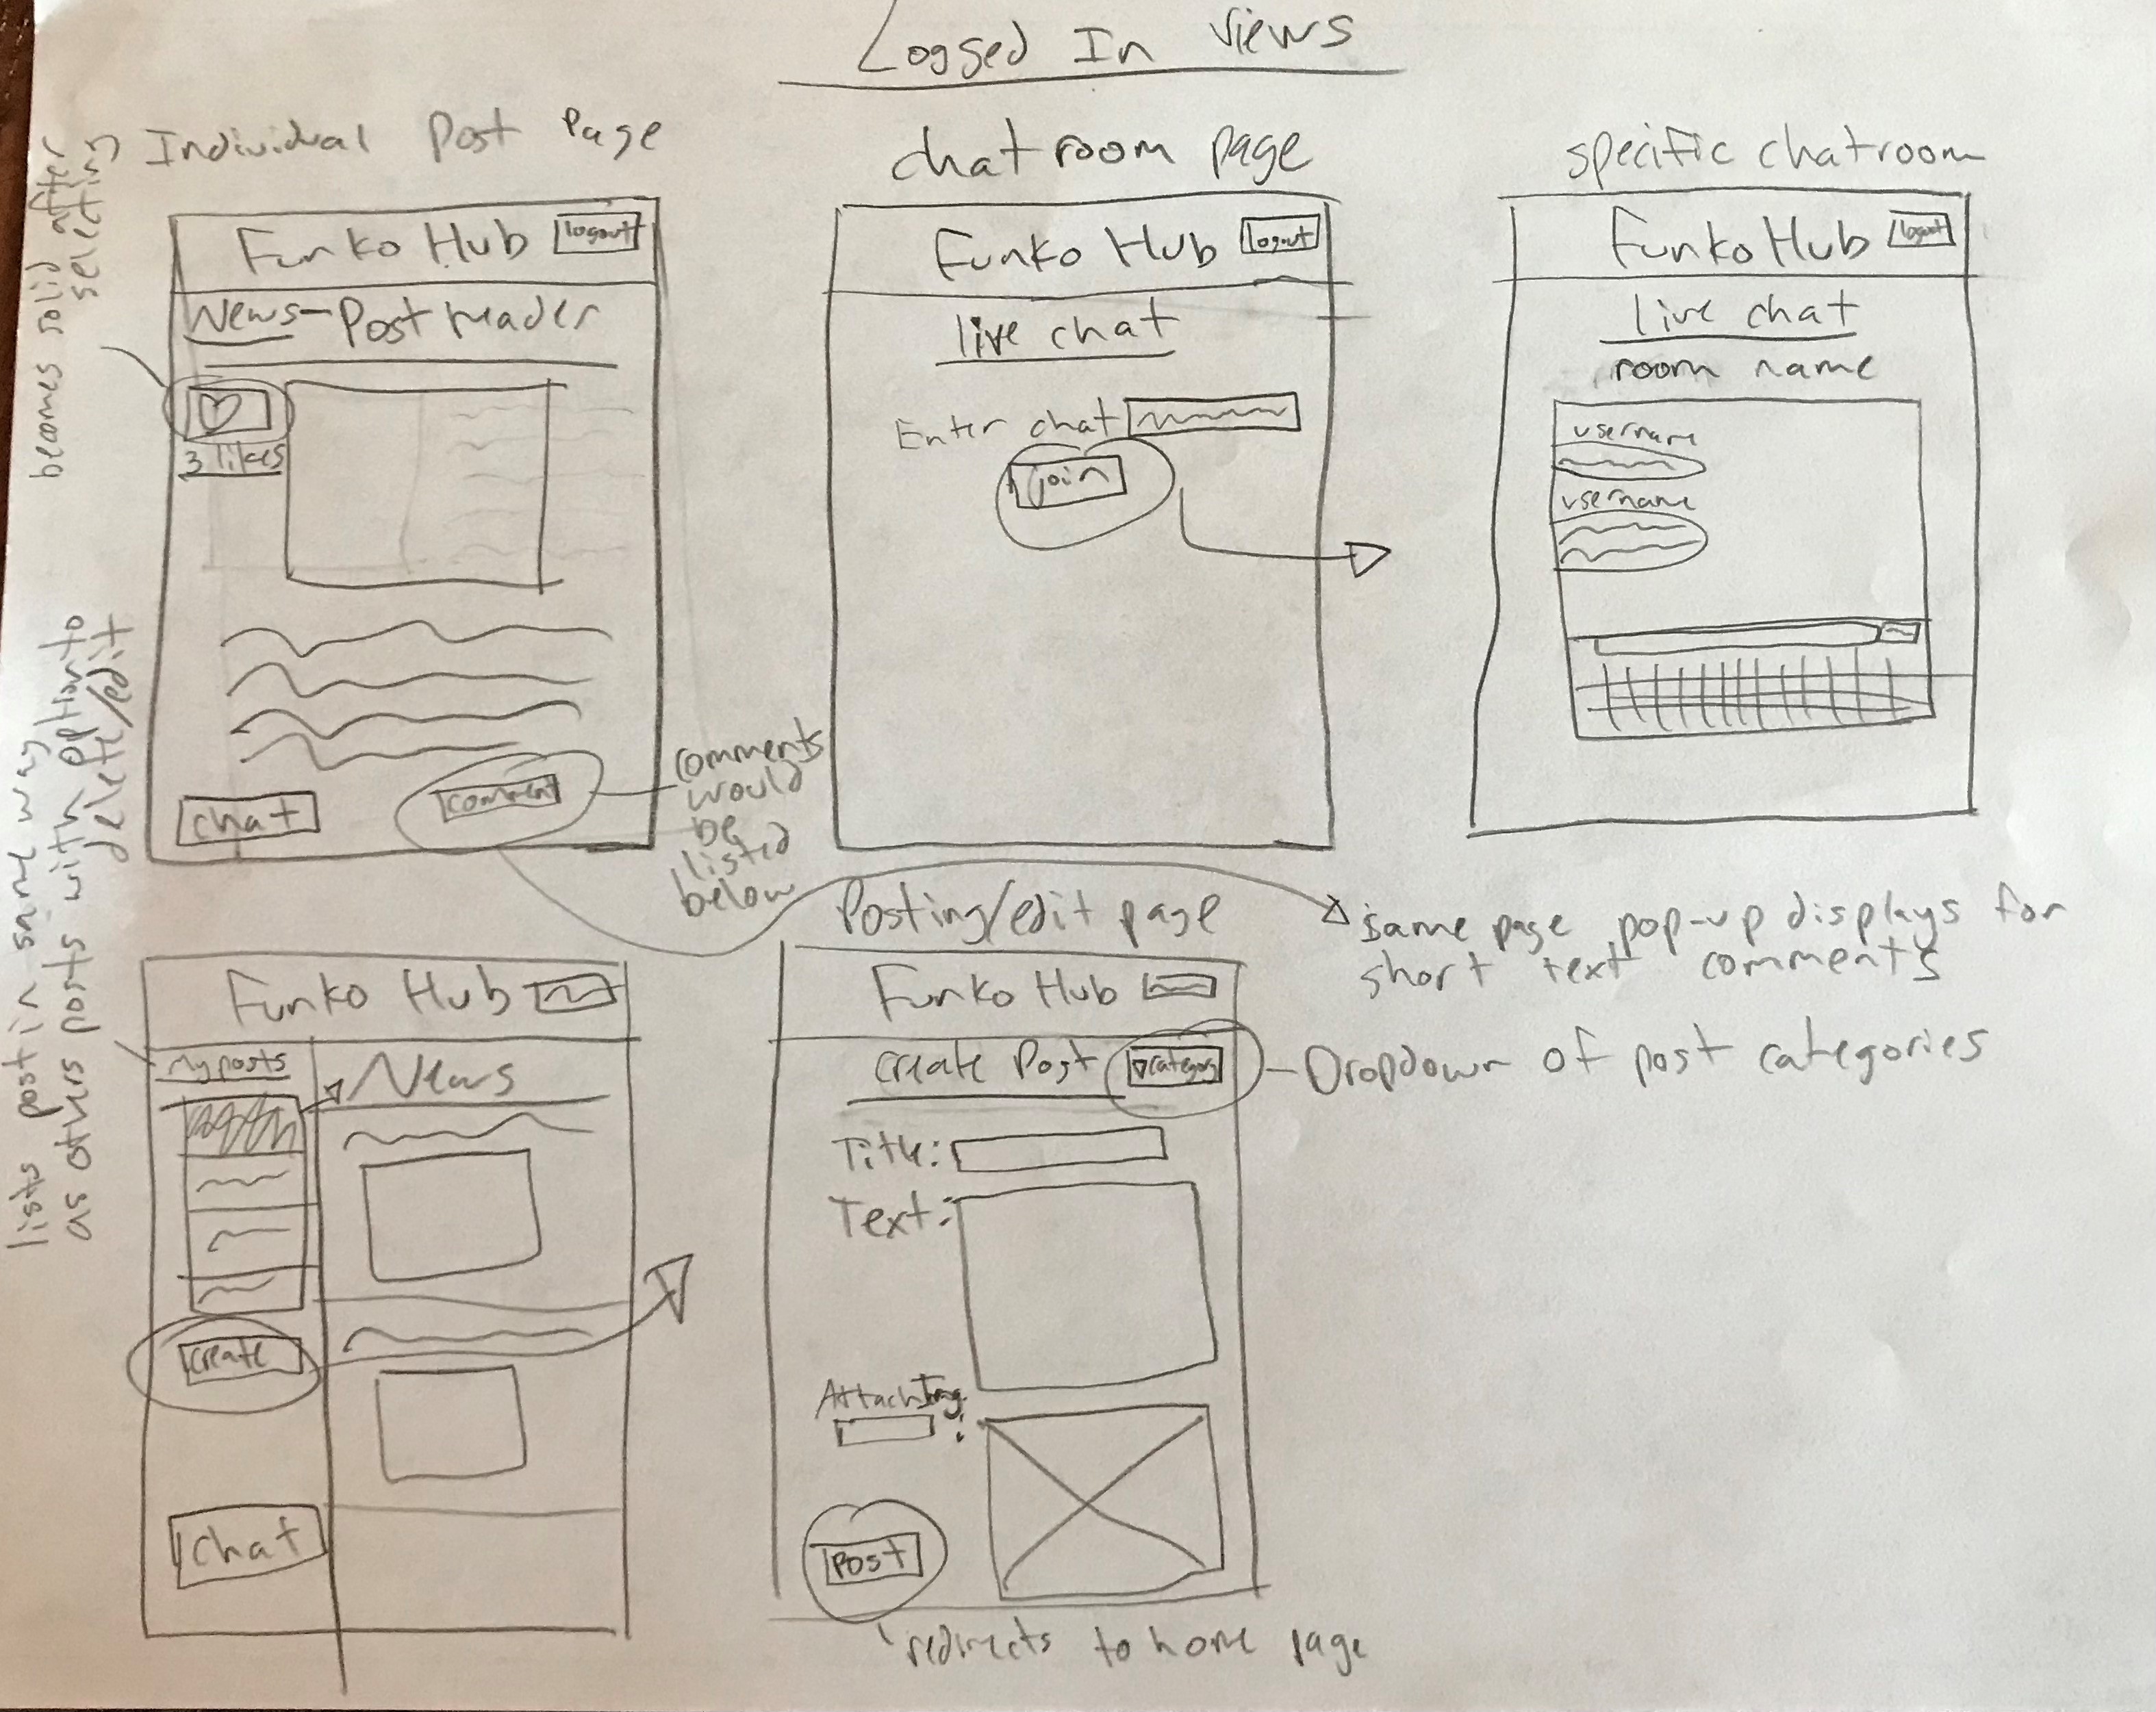 Logged In Views
Individual Post Page
becomes solid after
selecting
Funko Hub
logout
News-Post header
3 likes
chat
comment
comments
would
be
listed
below
chat room page
Funko Hub
logout
live chat
Enter chat
join
specific chatroom
Funko Hub
logout
live chat
room name
username
username
same page pop-up displays for
short text comments
lists post in same way
as others posts with option to
delete/edit
Funko Hub
My posts
News
create
Chat
Posting/edit page
Funko Hub
create Post
category
Dropdown of post categories
Title:
Text:
Attach Img:
Post
redirects to home page